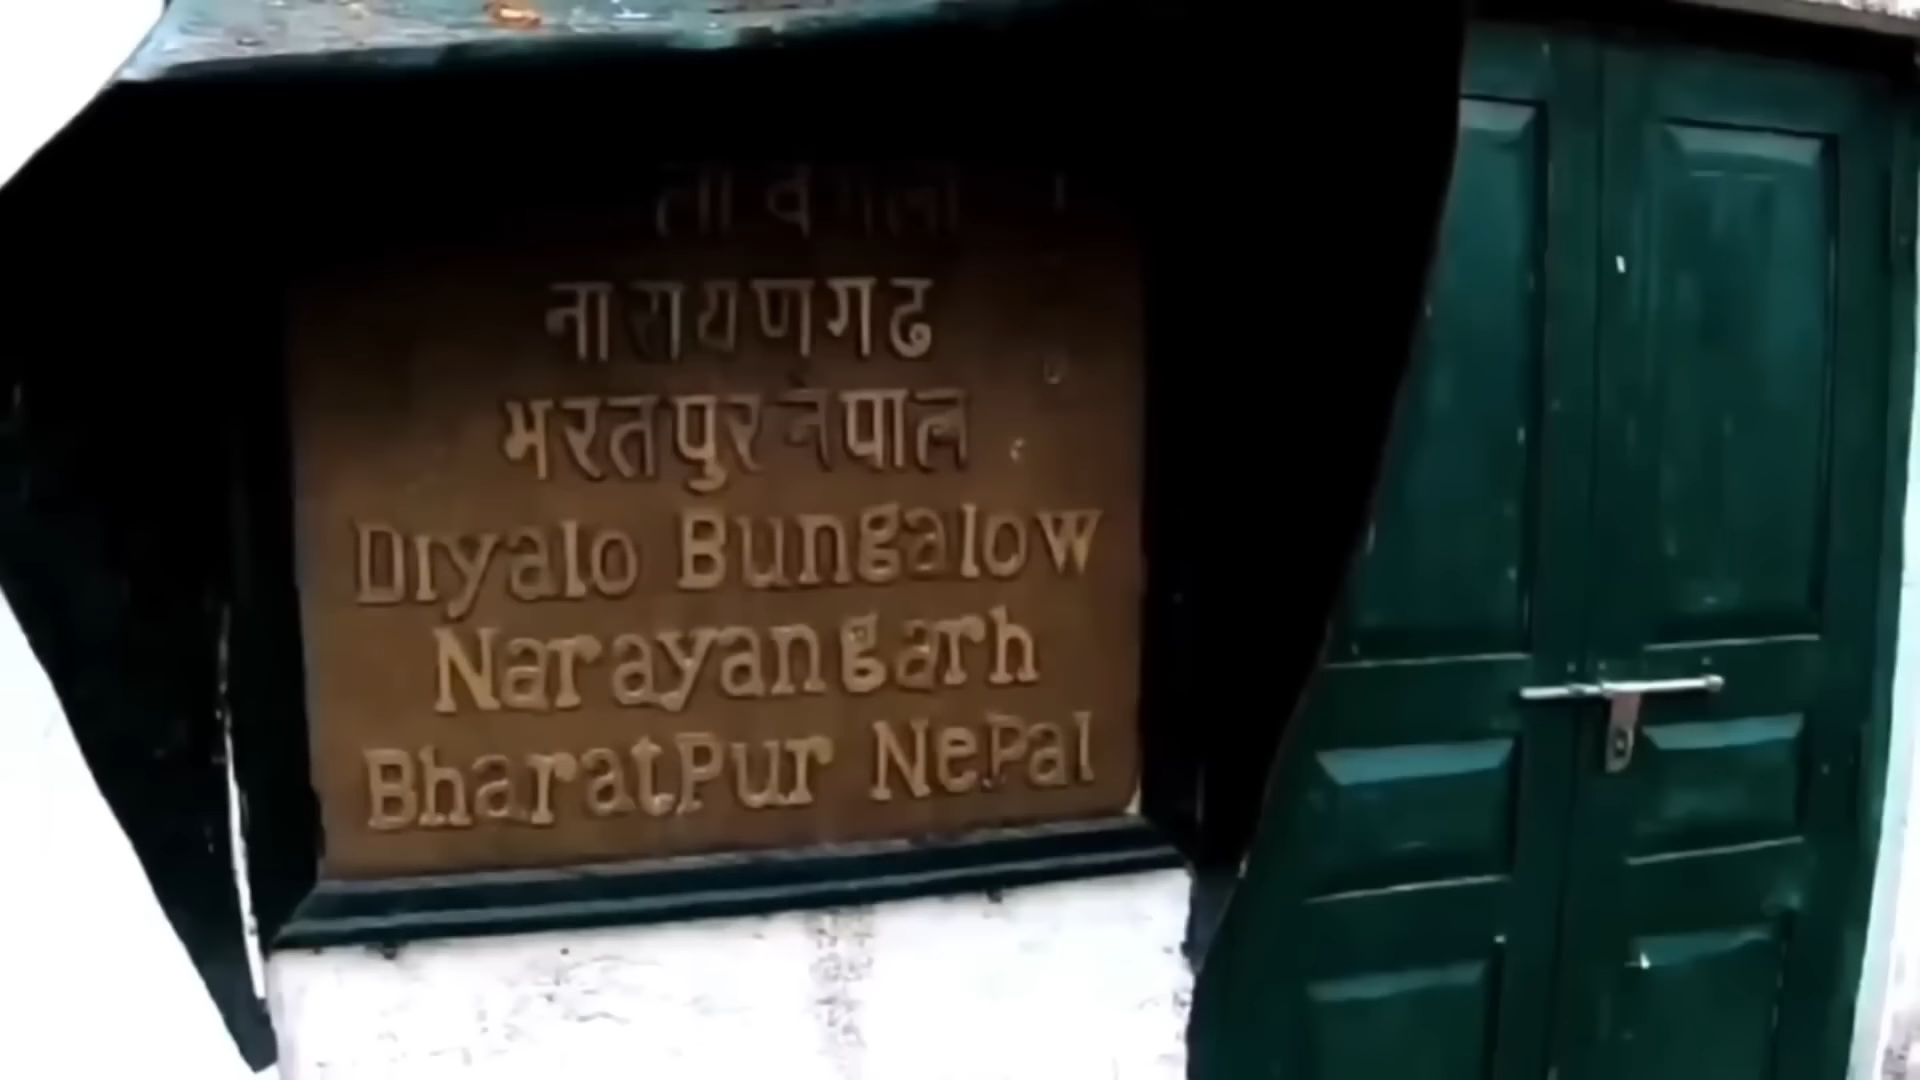 नारायणगढ
भरतपुर नेपाल
Diyalo Bungalow
Narayangarh
BharatPur Nepal